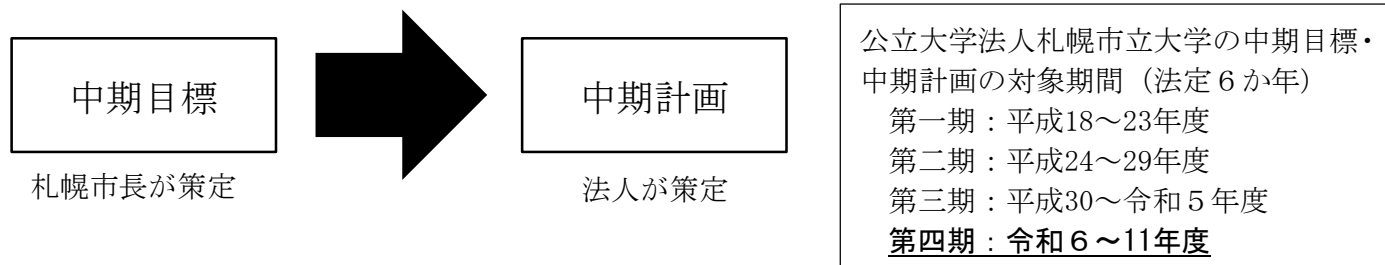 中期目標
札幌市長が策定
中期計画
法人が策定
公立大学法人札幌市立大学の中期目標・
中期計画の対象期間（法定６か年）
第一期：平成18～23年度
第二期：平成24～29年度
第三期：平成30～令和５年度
第四期：令和６～11年度